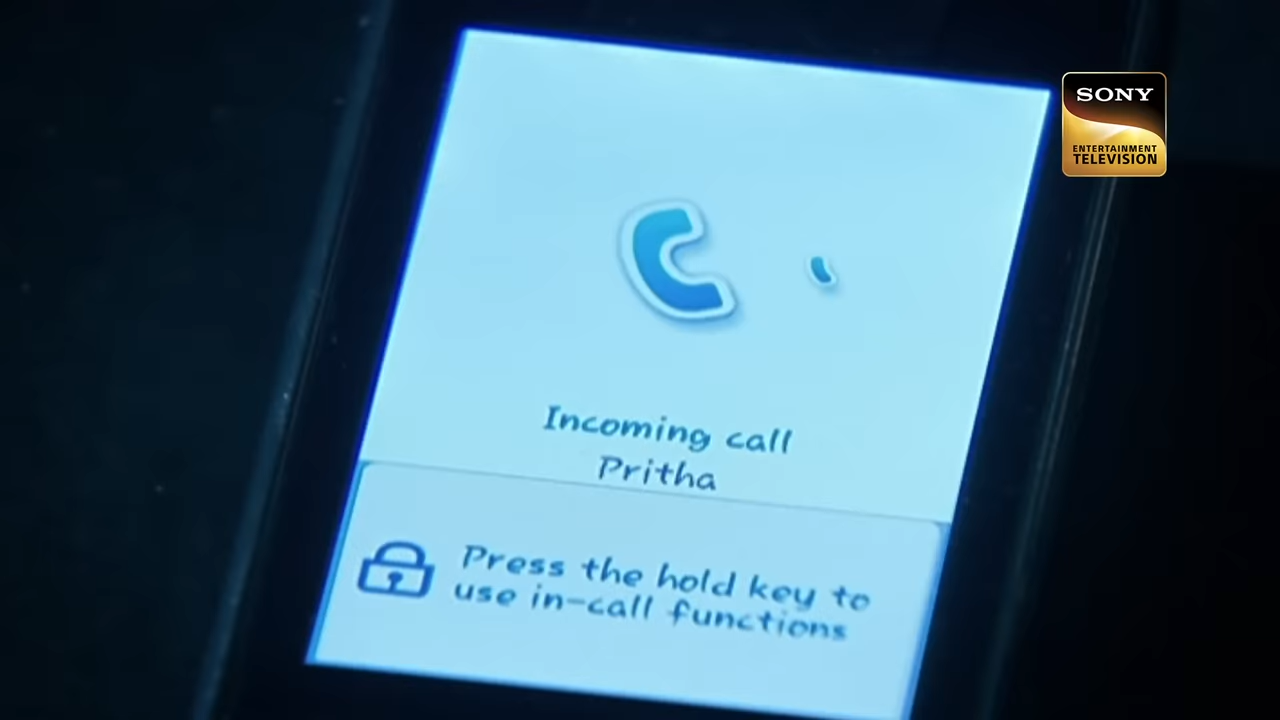 SONY
ENTERTAINMENT
TELEVISION
Incoming call
Pritha
Press the hold key to
use in-call functions